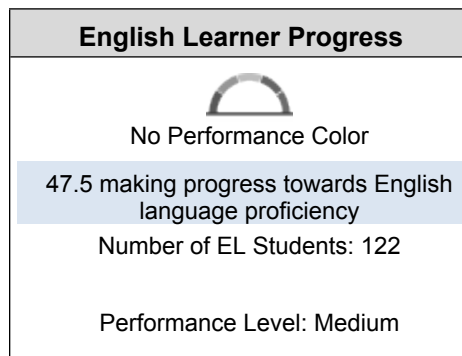 English Learner Progress
No Performance Color
47.5 making progress towards English
language proficiency
Number of EL Students: 122
Performance Level: Medium